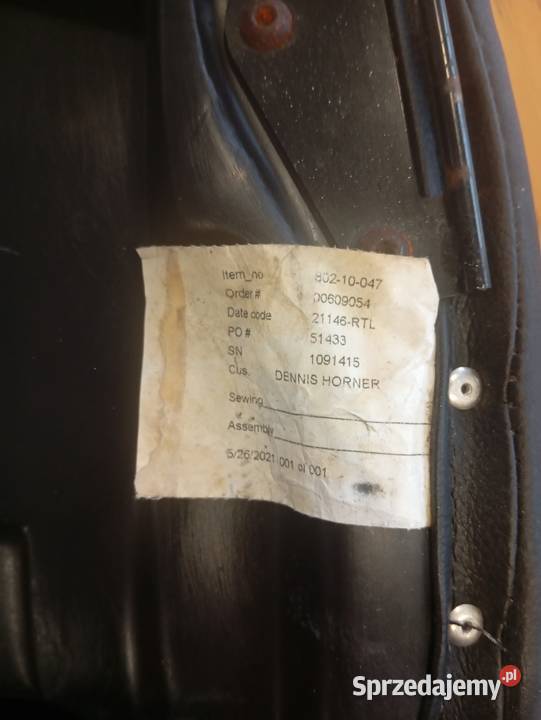 Item_no 802-10-047
Order # 00609054
Date code 21146-RTL
PO # 51433
SN 1091415
Cus. DENNIS HORNER
Sewing
Assembly
5/26/2021 001 of 001
Sprzedajemy.pl